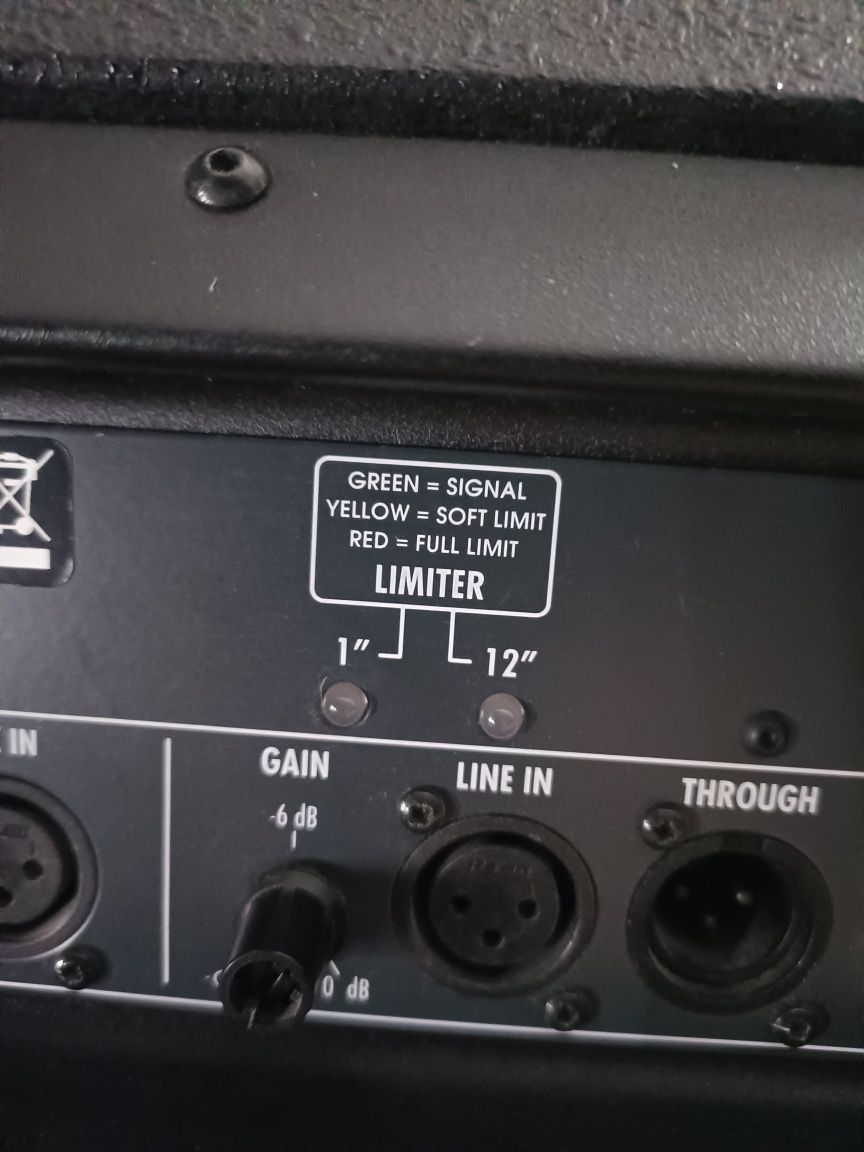 GREEN = SIGNAL
YELLOW = SOFT LIMIT
RED = FULL LIMIT
LIMITER
1″
12″
IN
GAIN
LINE IN
THROUGH
-6 dB
0 dB